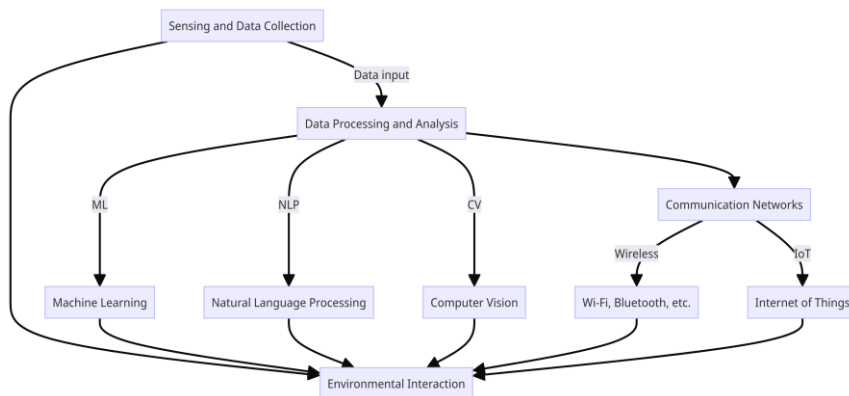 Sensing and Data Collection
Data input
Data Processing and Analysis
ML
NLP
CV
Communication Networks
Wireless
IoT
Machine Learning
Natural Language Processing
Computer Vision
Wi-Fi, Bluetooth, etc.
Internet of Things
Environmental Interaction